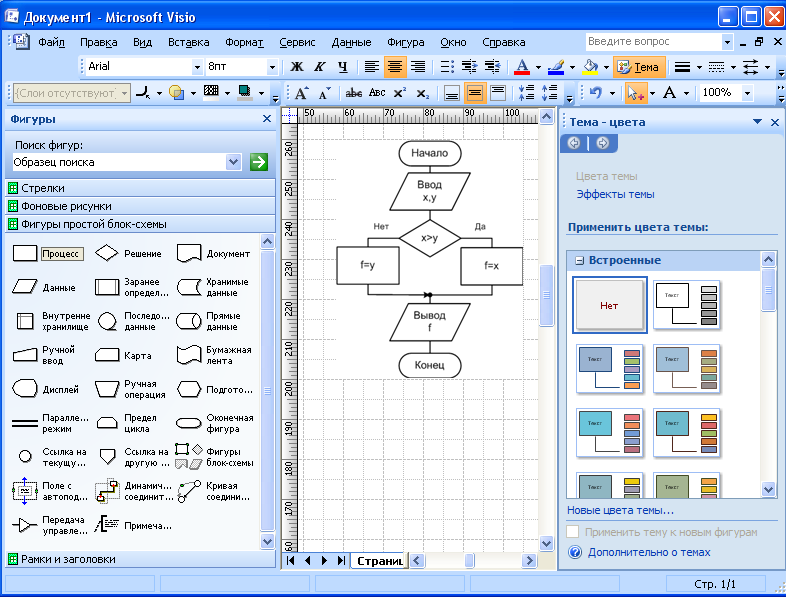 Документ1 - Microsoft Visio
Файл Правка Вид Вставка Формат Сервис Данные Фигура Окно Справка Введите вопрос
Arial 8пт Ж К Ч Тема
{Слои отсутствуют} abc Abc x² x₂ A 100%
Фигуры
Поиск фигур:
Образец поиска
Стрелки
Фоновые рисунки
Фигуры простой блок-схемы
Процесс Решение Документ
Данные Заранее определ... Хранимые данные
Внутренне хранилище Последо... данные Прямые данные
Ручной ввод Карта Бумажная лента
Дисплей Ручная операция Подгото...
Паралле... режим Предел цикла Оконечная фигура
Ссылка на текущу... Ссылка на другую ... Фигуры блок-схемы
Поле с автопод... Динамич... соединит... Кривая соедини...
Передача управле... Примеча...
Рамки и заголовки
50 60 70 80 90 100
260
250
240
230
220
210
200
190
180
170
60
Начало
Ввод
x,y
Нет Да
x>y
f=y f=x
Вывод
f
Конец
Страниц
Тема - цвета
Цвета темы
Эффекты темы
Применить цвета темы:
Встроенные
Нет Текст
Текст Текст
Текст Текст
Текст Текст
Новые цвета темы...
Применить тему к новым фигурам
Дополнительно о темах
Стр. 1/1